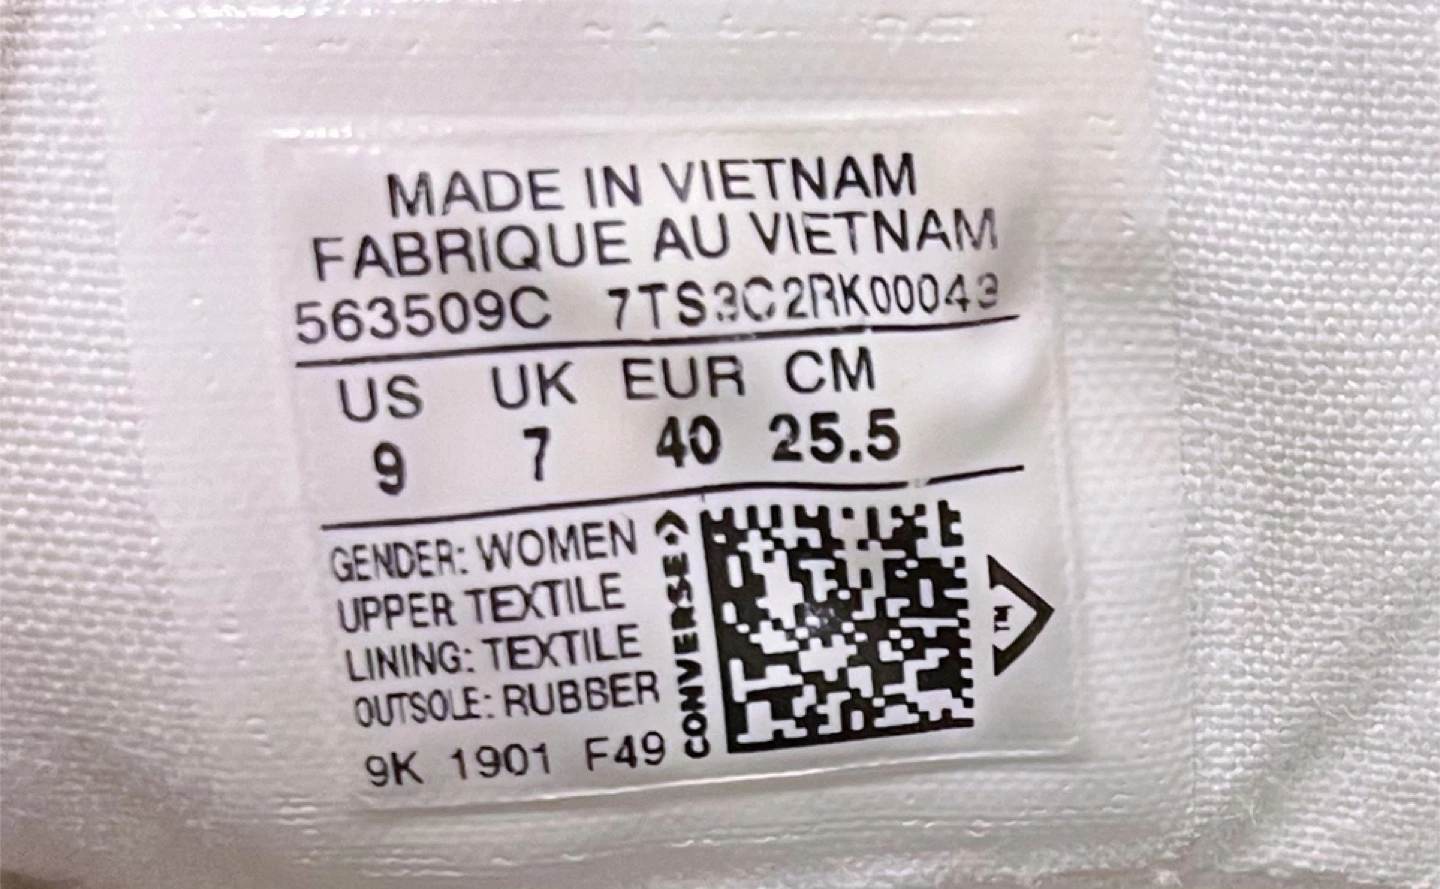 MADE IN VIETNAM
FABRIQUE AU VIETNAM
563509C 7TS3C2RK00043
US UK EUR CM
9 7 40 25.5
GENDER: WOMEN
UPPER TEXTILE
LINING: TEXTILE
OUTSOLE: RUBBER
9K 1901 F49
CONVERSE
TM